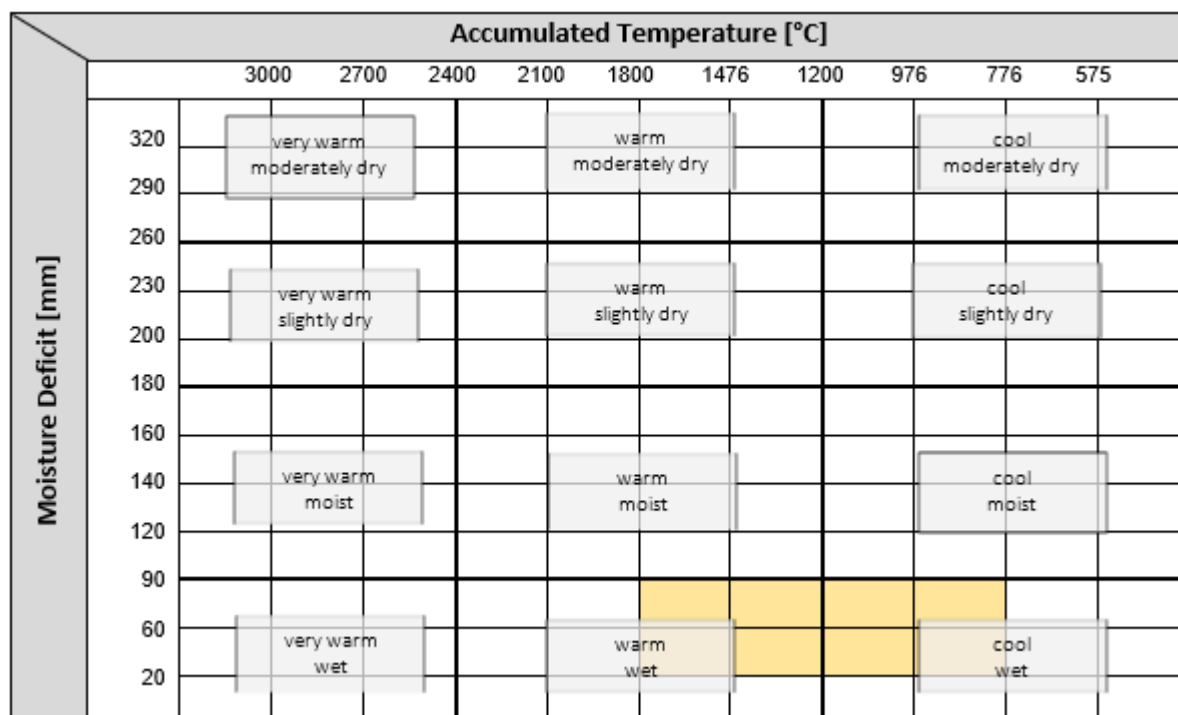 Accumulated Temperature [°C]
3000 2700 2400 2100 1800 1476 1200 976 776 575
Moisture Deficit [mm]
320
very warm
moderately dry
warm
moderately dry
cool
moderately dry
290
260
230
very warm
slightly dry
warm
slightly dry
cool
slightly dry
200
180
160
140
very warm
moist
warm
moist
cool
moist
120
90
60
very warm
wet
warm
wet
cool
wet
20